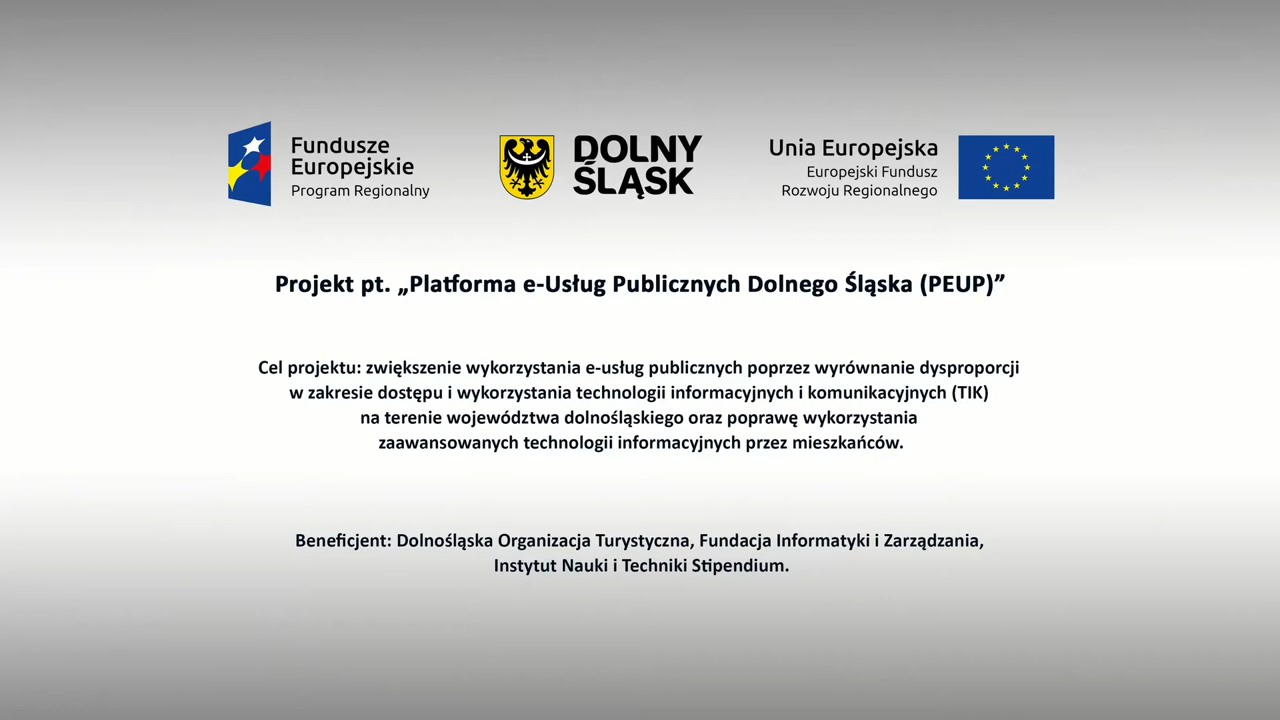 Fundusze
Europejskie
Program Regionalny
DOLNY
ŚLĄSK
Unia Europejska
Europejski Fundusz
Rozwoju Regionalnego
Projekt pt. „Platforma e-Usług Publicznych Dolnego Śląska (PEUP)”
Cel projektu: zwiększenie wykorzystania e-usług publicznych poprzez wyrównanie dysproporcji
w zakresie dostępu i wykorzystania technologii informacyjnych i komunikacyjnych (TIK)
na terenie województwa dolnośląskiego oraz poprawę wykorzystania
zaawansowanych technologii informacyjnych przez mieszkańców.
Beneficjent: Dolnośląska Organizacja Turystyczna, Fundacja Informatyki i Zarządzania,
Instytut Nauki i Techniki Stipendium.